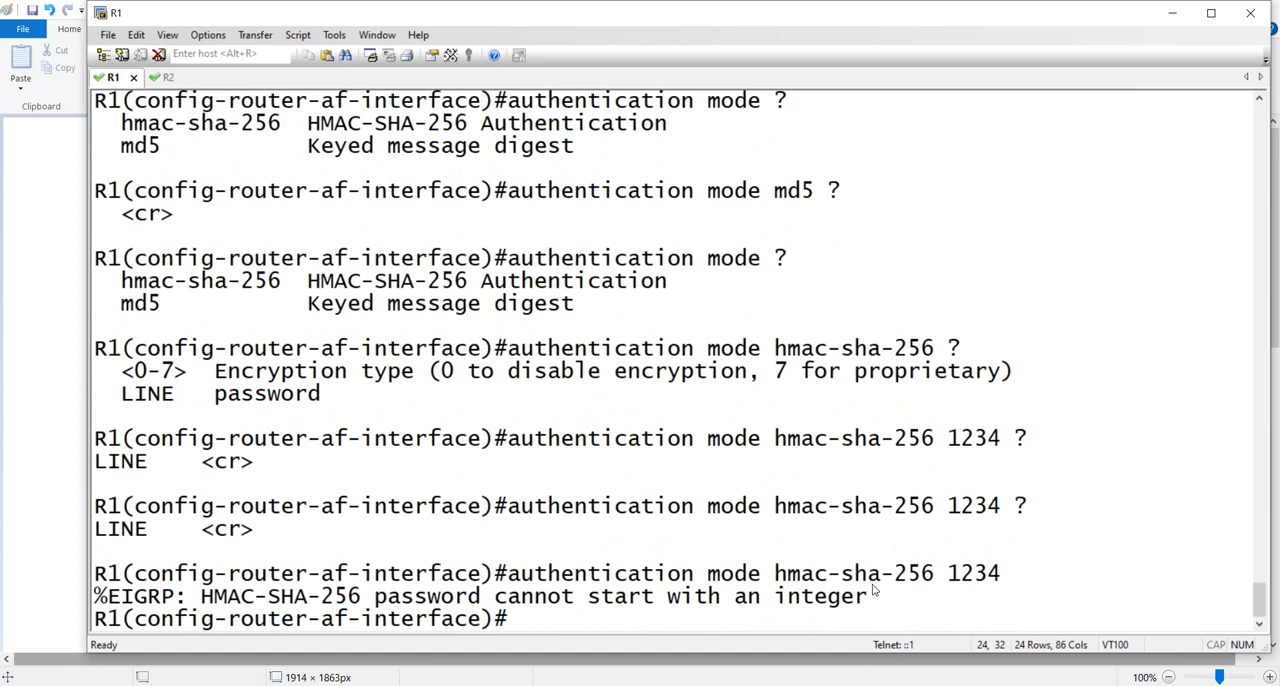 R1
File
Home
File Edit View Options Transfer Script Tools Window Help
Cut
Enter host <Alt+R>
Paste
Copy
R1
R2
Clipboard
R1(config-router-af-interface)#authentication mode ?
hmac-sha-256 HMAC-SHA-256 Authentication
md5 Keyed message digest
R1(config-router-af-interface)#authentication mode md5 ?
<cr>
R1(config-router-af-interface)#authentication mode ?
hmac-sha-256 HMAC-SHA-256 Authentication
md5 Keyed message digest
R1(config-router-af-interface)#authentication mode hmac-sha-256 ?
<0-7> Encryption type (0 to disable encryption, 7 for proprietary)
LINE password
R1(config-router-af-interface)#authentication mode hmac-sha-256 1234 ?
LINE <cr>
R1(config-router-af-interface)#authentication mode hmac-sha-256 1234 ?
LINE <cr>
R1(config-router-af-interface)#authentication mode hmac-sha-256 1234
%EIGRP: HMAC-SHA-256 password cannot start with an integer
R1(config-router-af-interface)#
Ready
Telnet: ::1
24, 32
24 Rows, 86 Cols
VT100
CAP NUM
1914 × 1863px
100%